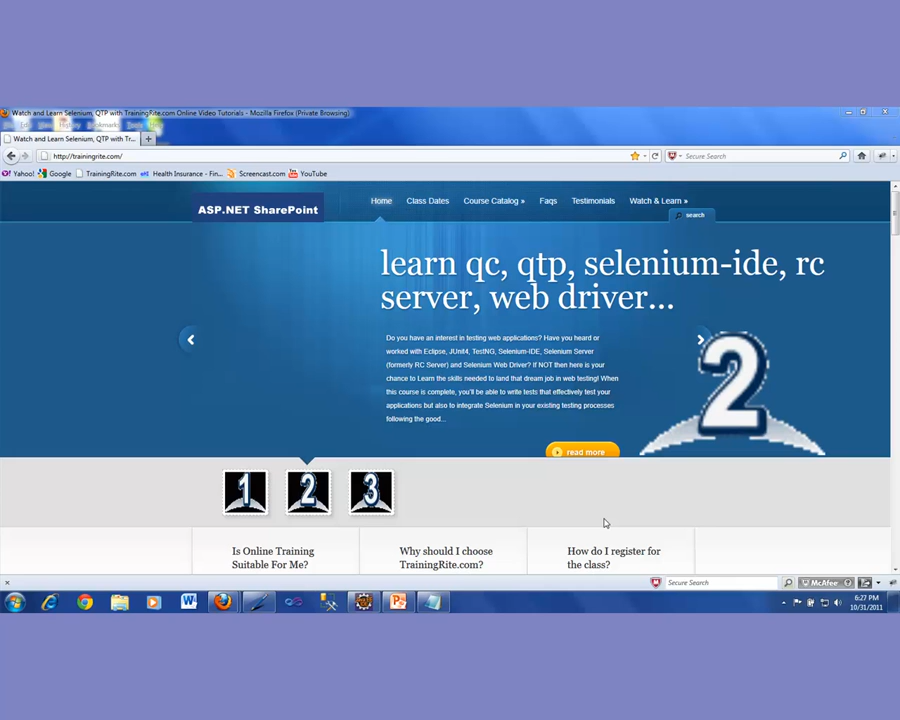 Watch and Learn Selenium, QTP with TrainingRite.com Online Video Tutorials - Mozilla Firefox (Private Browsing)
History Bookmarks
Watch and Learn Selenium, QTP with Tr...
http://trainingrite.com/
Secure Search
Yahoo! Google TrainingRite.com Health Insurance - Fin... Screencast.com YouTube
ASP.NET SharePoint
Home Class Dates Course Catalog » Faqs Testimonials Watch & Learn »
search
learn qc, qtp, selenium-ide, rc
server, web driver...
Do you have an interest in testing web applications? Have you heard or
worked with Eclipse, JUnit4, TestNG, Selenium-IDE, Selenium Server
(formerly RC Server) and Selenium Web Driver? If NOT then here is your
chance to Learn the skills needed to land that dream job in web testing! When
this course is complete, you'll be able to write tests that effectively test your
applications but also to integrate Selenium in your existing testing processes
following the good...
2
read more
1 2 3
Is Online Training
Suitable For Me?
Why should I choose
TrainingRite.com?
How do I register for
the class?
Secure Search
McAfee
6:27 PM
10/31/2011